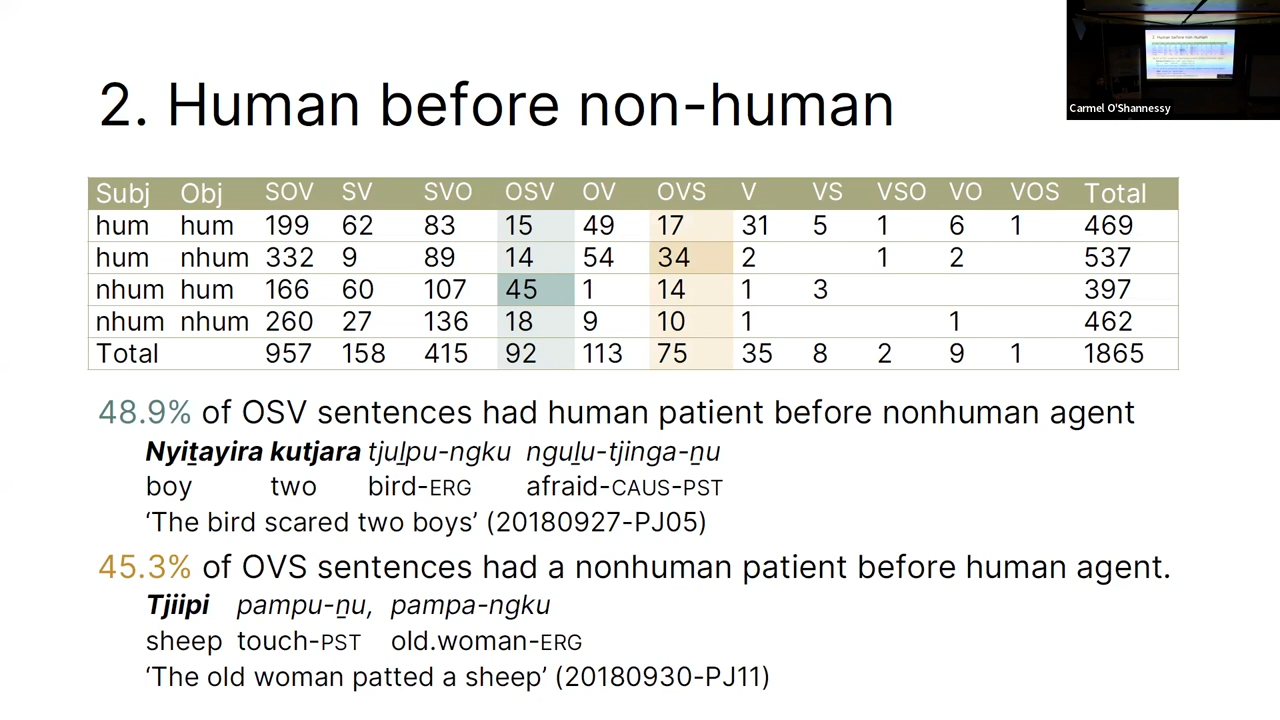 Carmel O'Shannessy
2. Human before non-human
Subj Obj SOV SV SVO OSV OV OVS V VS VSO VO VOS Total
hum hum 199 62 83 15 49 17 31 5 1 6 1 469
hum nhum 332 9 89 14 54 34 2 1 2 537
nhum hum 166 60 107 45 1 14 1 3 397
nhum nhum 260 27 136 18 9 10 1 1 462
Total 957 158 415 92 113 75 35 8 2 9 1 1865
48.9% of OSV sentences had human patient before nonhuman agent
Nyiṯayira kutjara tjuḻpu-ngku nguḻu-tjinga-ṉu
boy two bird-ERG afraid-CAUS-PST
‘The bird scared two boys’ (20180927-PJ05)
45.3% of OVS sentences had a nonhuman patient before human agent.
Tjiipi pampu-ṉu, pampa-ngku
sheep touch-PST old.woman-ERG
‘The old woman patted a sheep’ (20180930-PJ11)